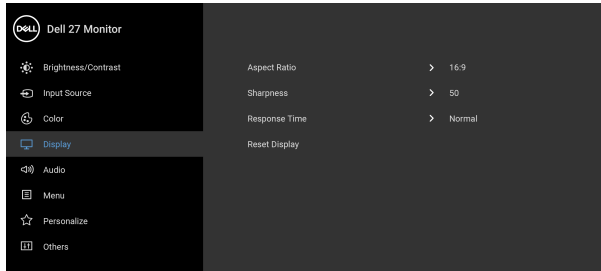 DELL Dell 27 Monitor
Brightness/Contrast Aspect Ratio 16:9
Input Source Sharpness 50
Color Response Time Normal
Display Reset Display
Audio
Menu
Personalize
Others